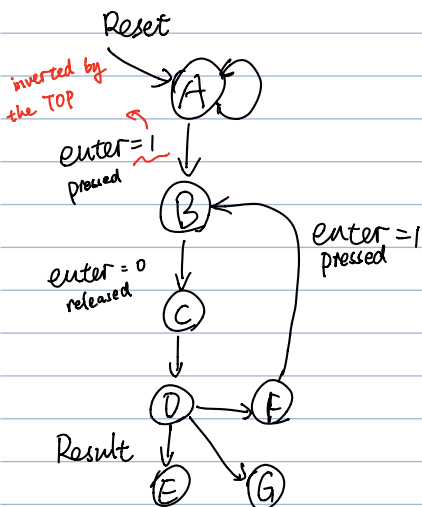 Reset
inverted by
the TOP
A
enter=1
pressed
B
enter=1
pressed
enter=0
released
C
D
F
Result
E
G